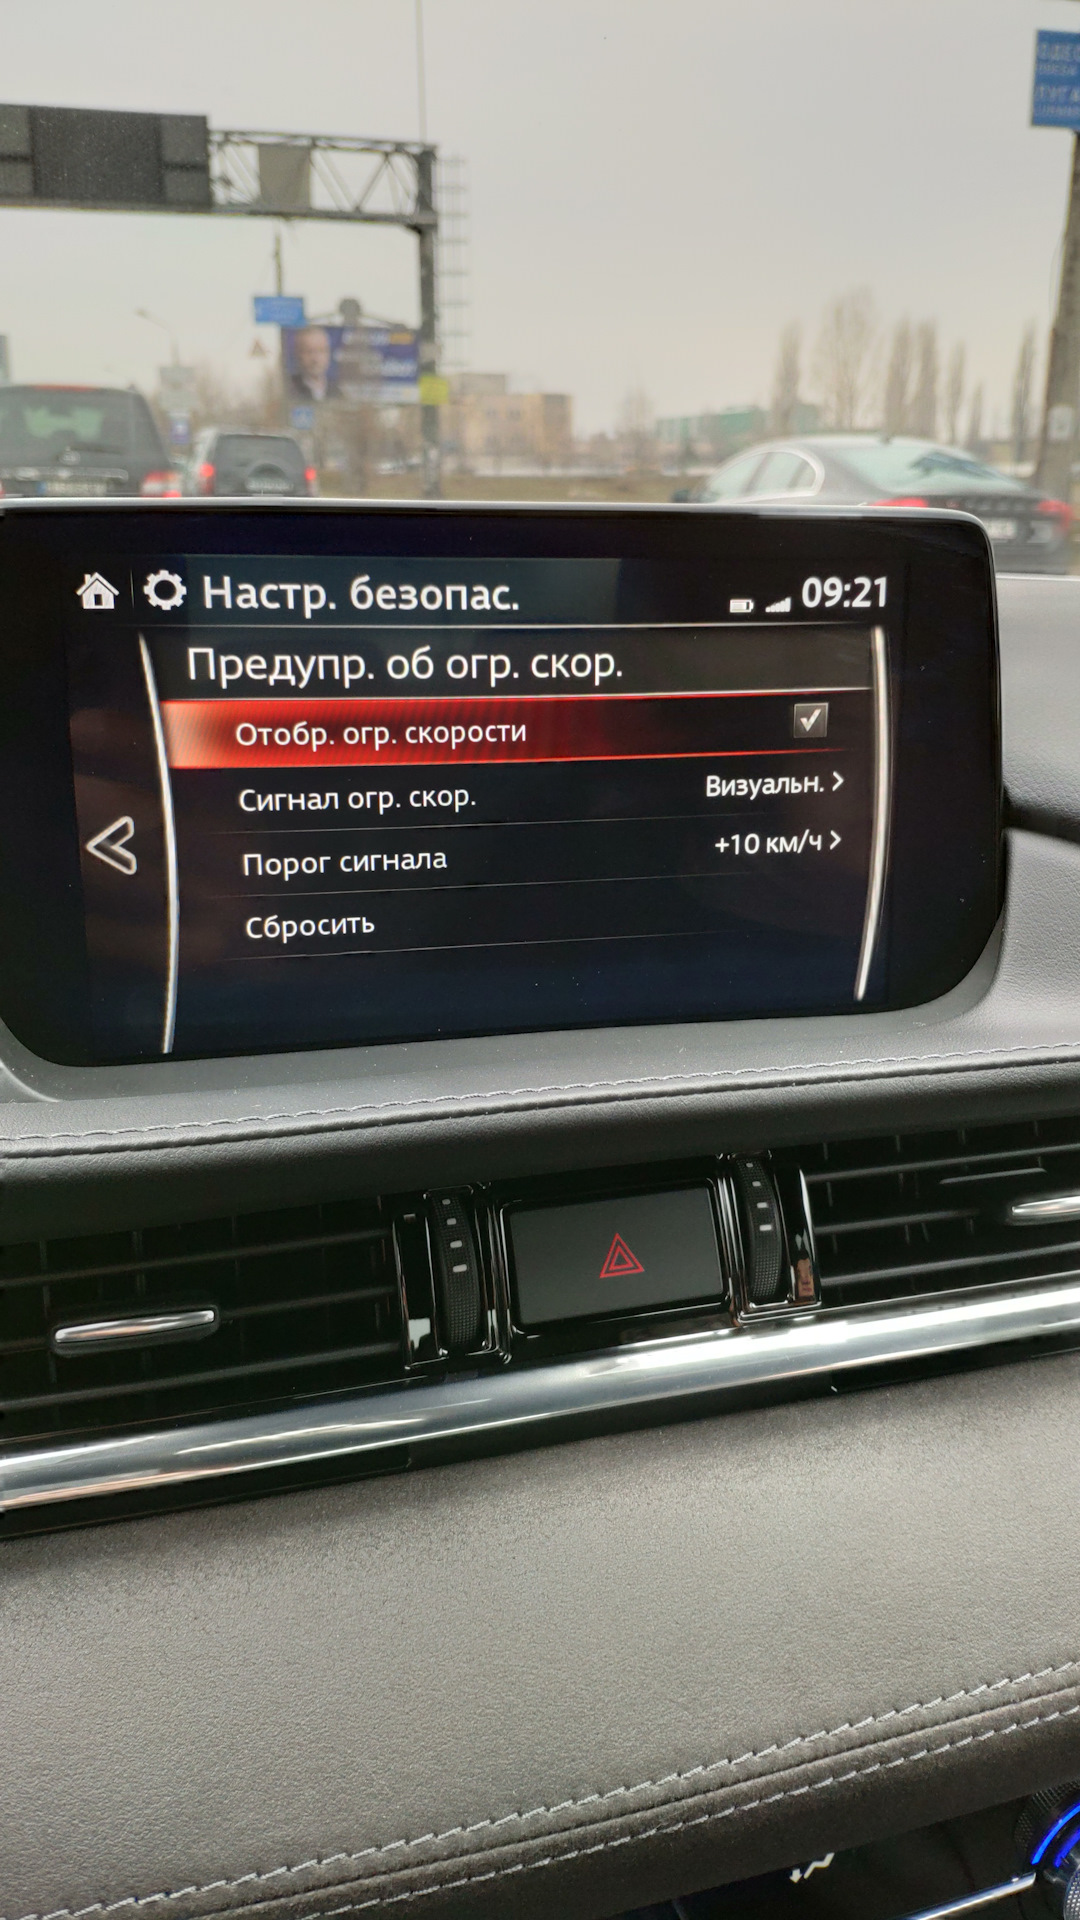 Настр. безопас.
09:21
Предупр. об огр. скор.
Отобр. огр. скорости
Сигнал огр. скор.
Визуальн.
Порог сигнала
+10 км/ч
Сбросить